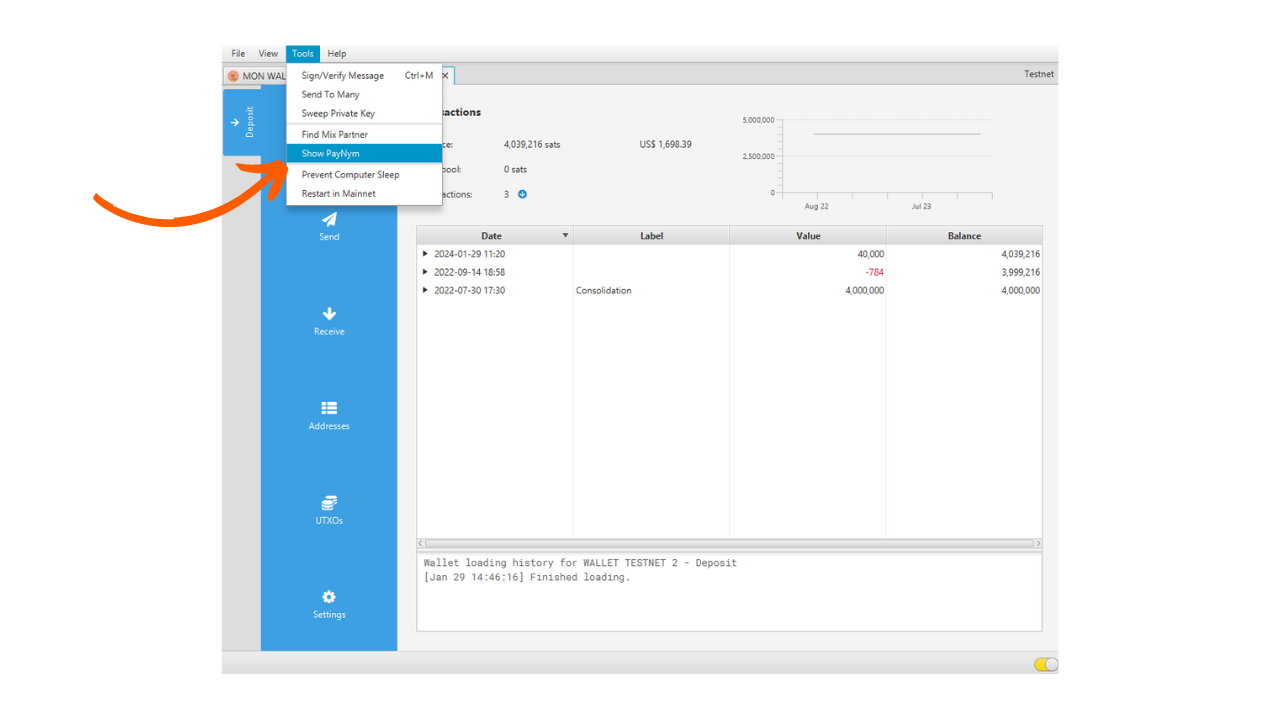 File View Tools Help
MON WAL
Testnet
Sign/Verify Message Ctrl+M
Send To Many
Sweep Private Key
Find Mix Partner
Show PayNym
Prevent Computer Sleep
Restart in Mainnet
Deposit
sactions
ce: 4,039,216 sats US$ 1,698.39
pool: 0 sats
actions: 3
5,000,000
2,500,000
0
Aug 22 Jul 23
Send
Receive
Addresses
UTXOs
Settings
Date Label Value Balance
2024-01-29 11:20 40,000 4,039,216
2022-09-14 18:58 -784 3,999,216
2022-07-30 17:30 Consolidation 4,000,000 4,000,000
Wallet loading history for WALLET TESTNET 2 - Deposit
[Jan 29 14:46:16] Finished loading.